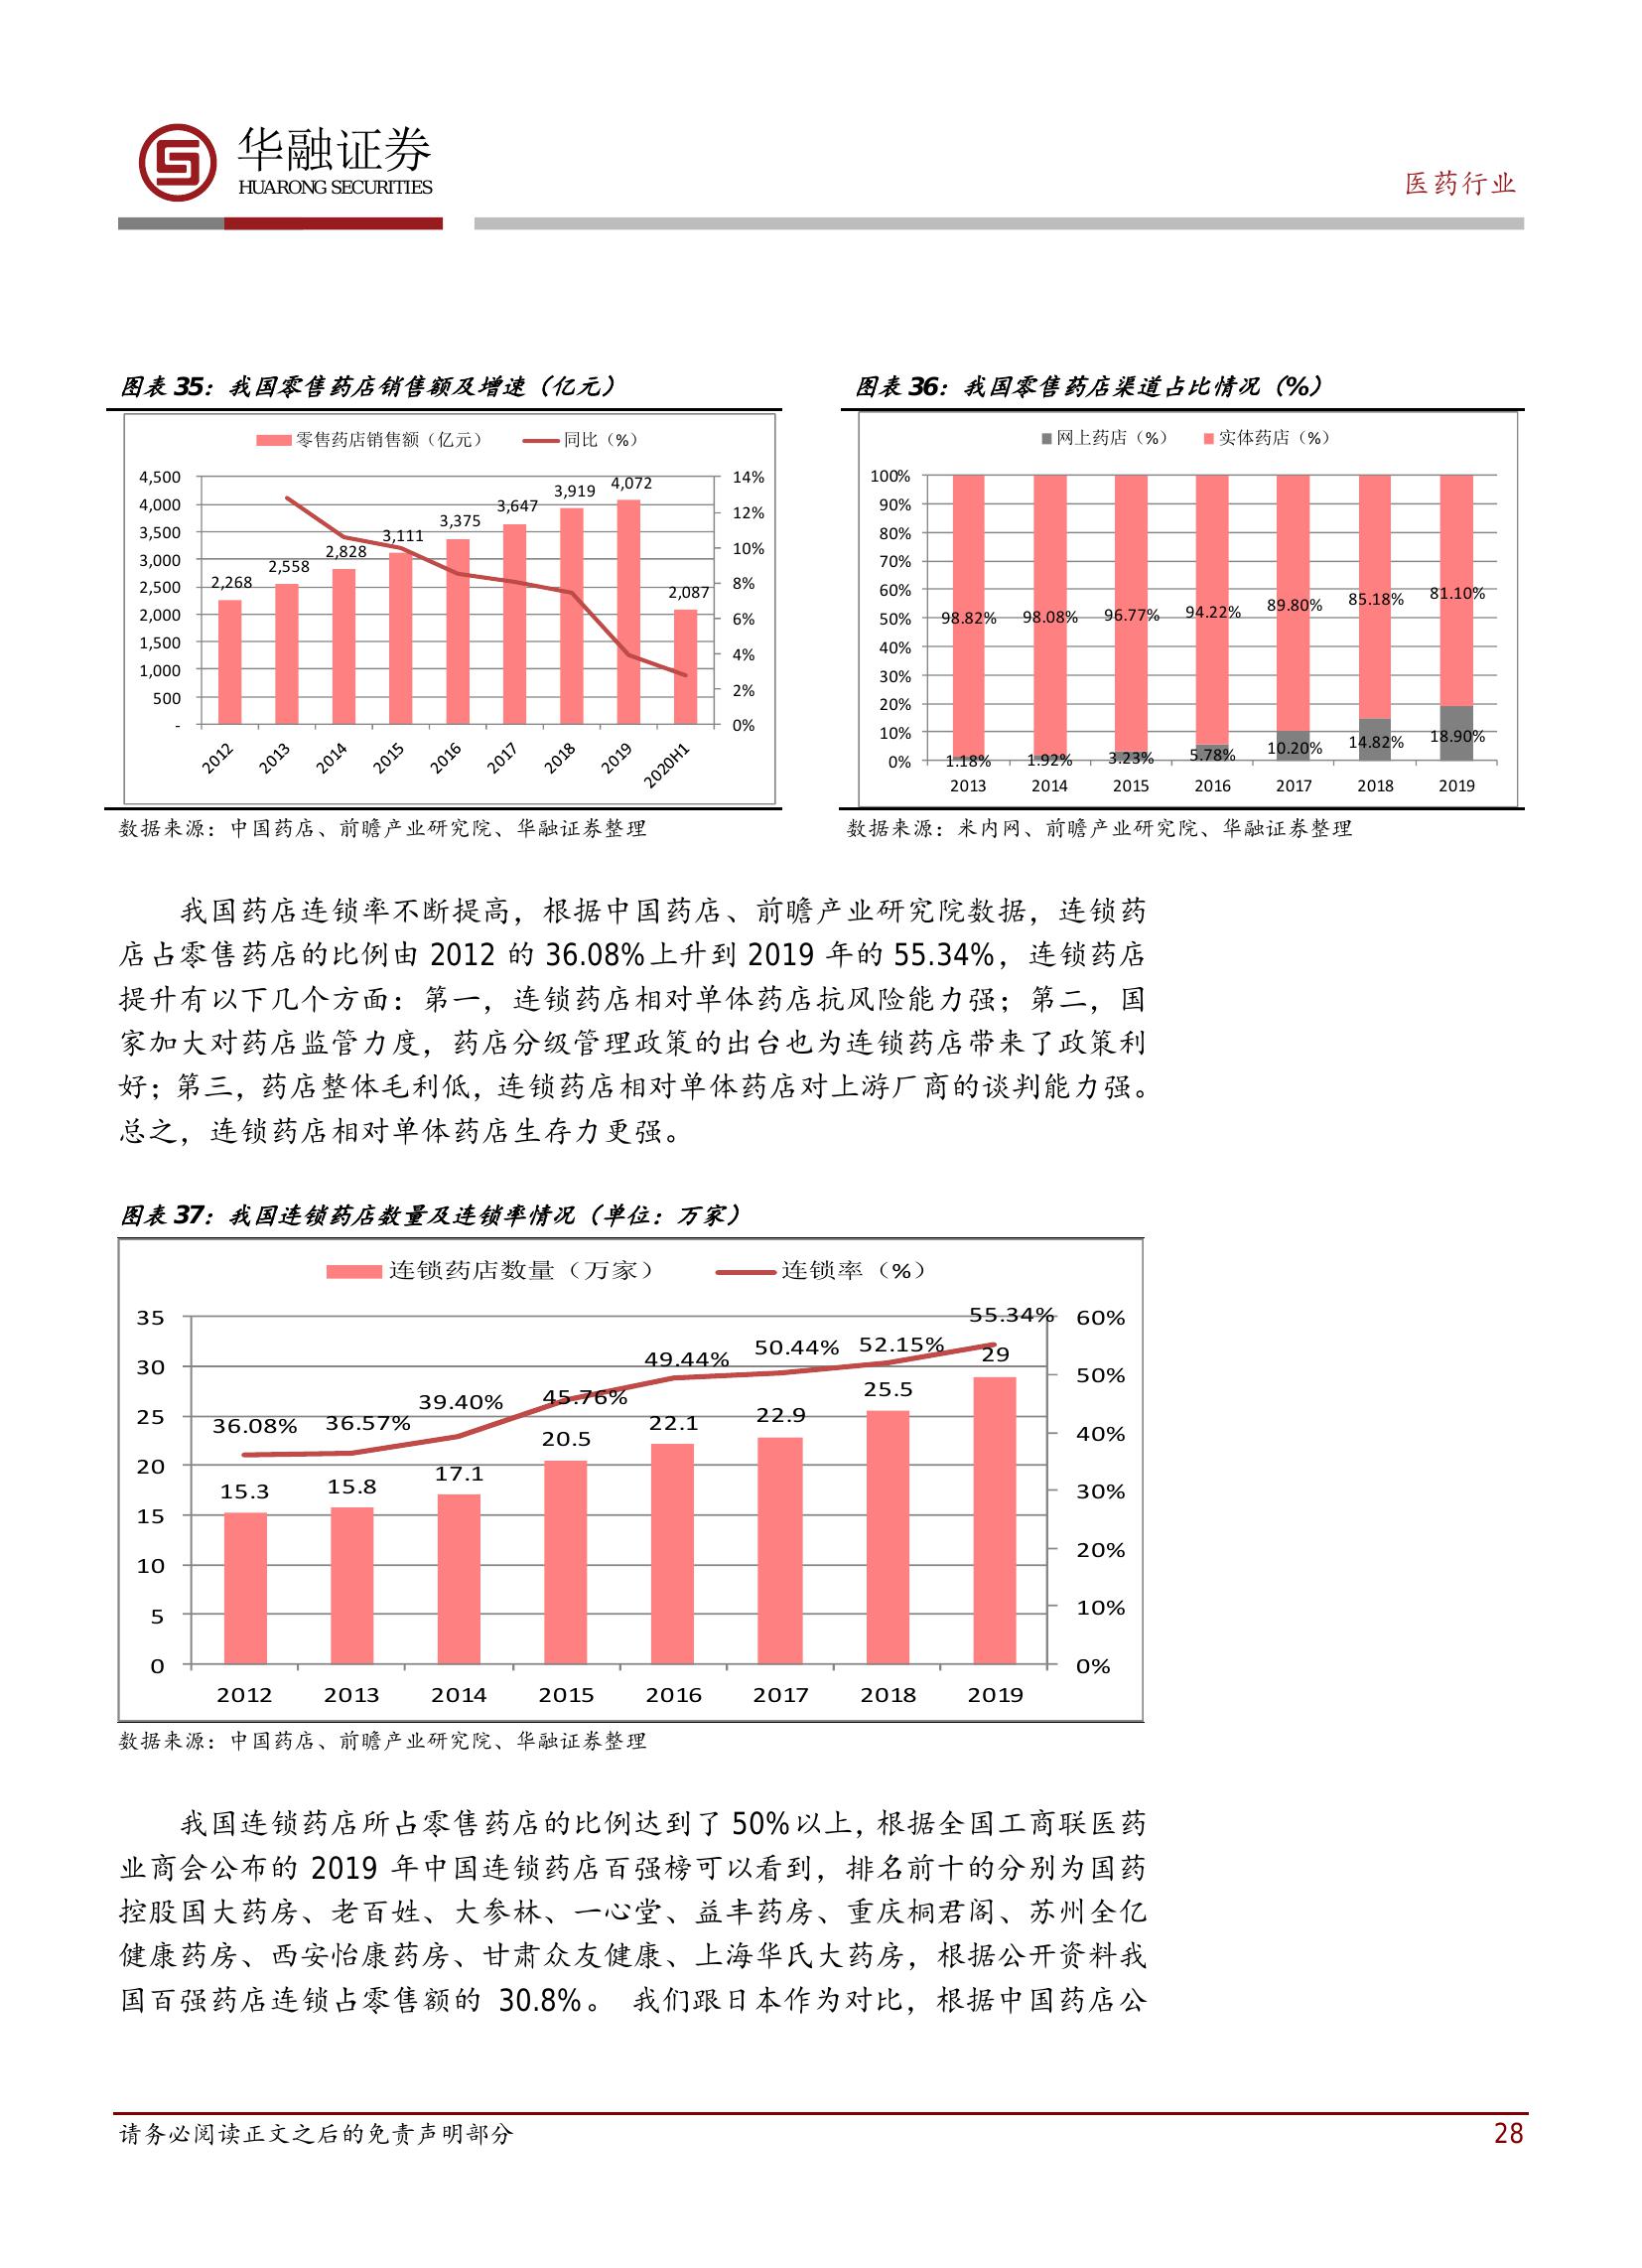 华融证券
HUARONG SECURITIES
医药行业
图表 35：我国零售药店销售额及增速（亿元）
零售药店销售额（亿元） 同比（%）
4,500
4,000
3,500
3,000
2,500
2,000
1,500
1,000
500
-
14%
12%
10%
8%
6%
4%
2%
0%
2,268
2,558
2,828
3,111
3,375
3,647
3,919
4,072
2,087
2012 2013 2014 2015 2016 2017 2018 2019 2020H1
数据来源：中国药店、前瞻产业研究院、华融证券整理
图表 36：我国零售药店渠道占比情况（%）
网上药店（%） 实体药店（%）
100%
90%
80%
70%
60%
50%
40%
30%
20%
10%
0%
98.82% 98.08% 96.77% 94.22% 89.80% 85.18% 81.10%
1.18% 1.92% 3.23% 5.78% 10.20% 14.82% 18.90%
2013 2014 2015 2016 2017 2018 2019
数据来源：米内网、前瞻产业研究院、华融证券整理
我国药店连锁率不断提高，根据中国药店、前瞻产业研究院数据，连锁药
店占零售药店的比例由 2012 的 36.08%上升到 2019 年的 55.34%，连锁药店
提升有以下几个方面：第一，连锁药店相对单体药店抗风险能力强；第二，国
家加大对药店监管力度，药店分级管理政策的出台也为连锁药店带来了政策利
好；第三，药店整体毛利低，连锁药店相对单体药店对上游厂商的谈判能力强。
总之，连锁药店相对单体药店生存力更强。
图表 37：我国连锁药店数量及连锁率情况（单位：万家）
连锁药店数量（万家） 连锁率（%）
35
30
25
20
15
10
5
0
60%
50%
40%
30%
20%
10%
0%
36.08% 36.57% 39.40% 45.76% 49.44% 50.44% 52.15% 55.34%
15.3 15.8 17.1 20.5 22.1 22.9 25.5 29
2012 2013 2014 2015 2016 2017 2018 2019
数据来源：中国药店、前瞻产业研究院、华融证券整理
我国连锁药店所占零售药店的比例达到了 50%以上，根据全国工商联医药
业商会公布的 2019 年中国连锁药店百强榜可以看到，排名前十的分别为国药
控股国大药房、老百姓、大参林、一心堂、益丰药房、重庆桐君阁、苏州全亿
健康药房、西安怡康药房、甘肃众友健康、上海华氏大药房，根据公开资料我
国百强药店连锁占零售额的 30.8%。 我们跟日本作为对比，根据中国药店公
请务必阅读正文之后的免责声明部分
28